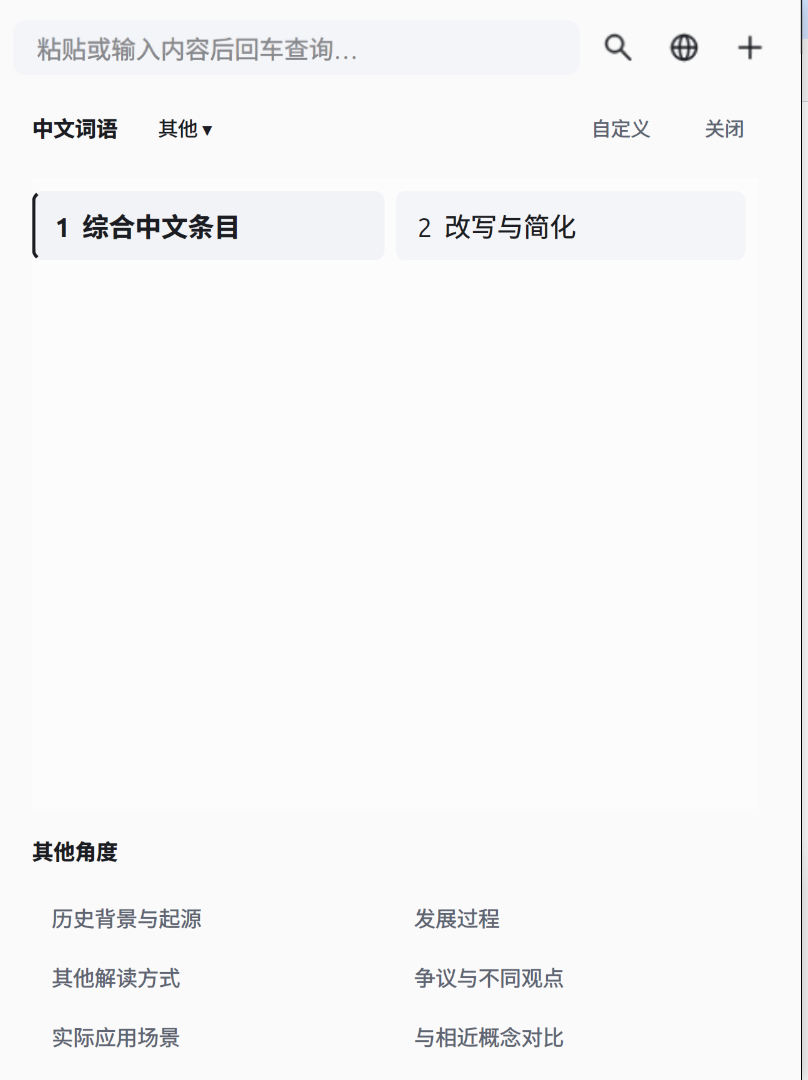 粘贴或输入内容后回车查询…
中文词语 其他 ▾ 自定义 关闭
1 综合中文条目 2 改写与简化
其他角度
历史背景与起源 发展过程
其他解读方式 争议与不同观点
实际应用场景 与相近概念对比